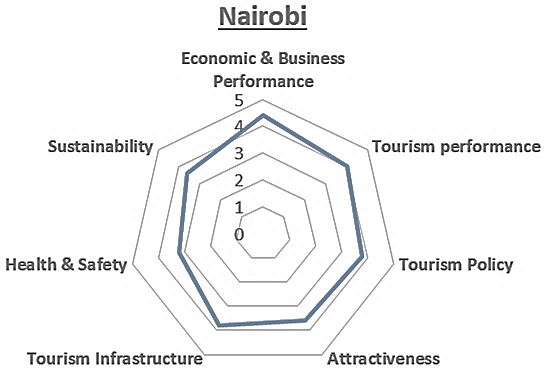 Nairobi
Economic & Business
Performance
5
4
3
2
1
0
Sustainability
Tourism performance
Health & Safety
Tourism Policy
Tourism Infrastructure
Attractiveness